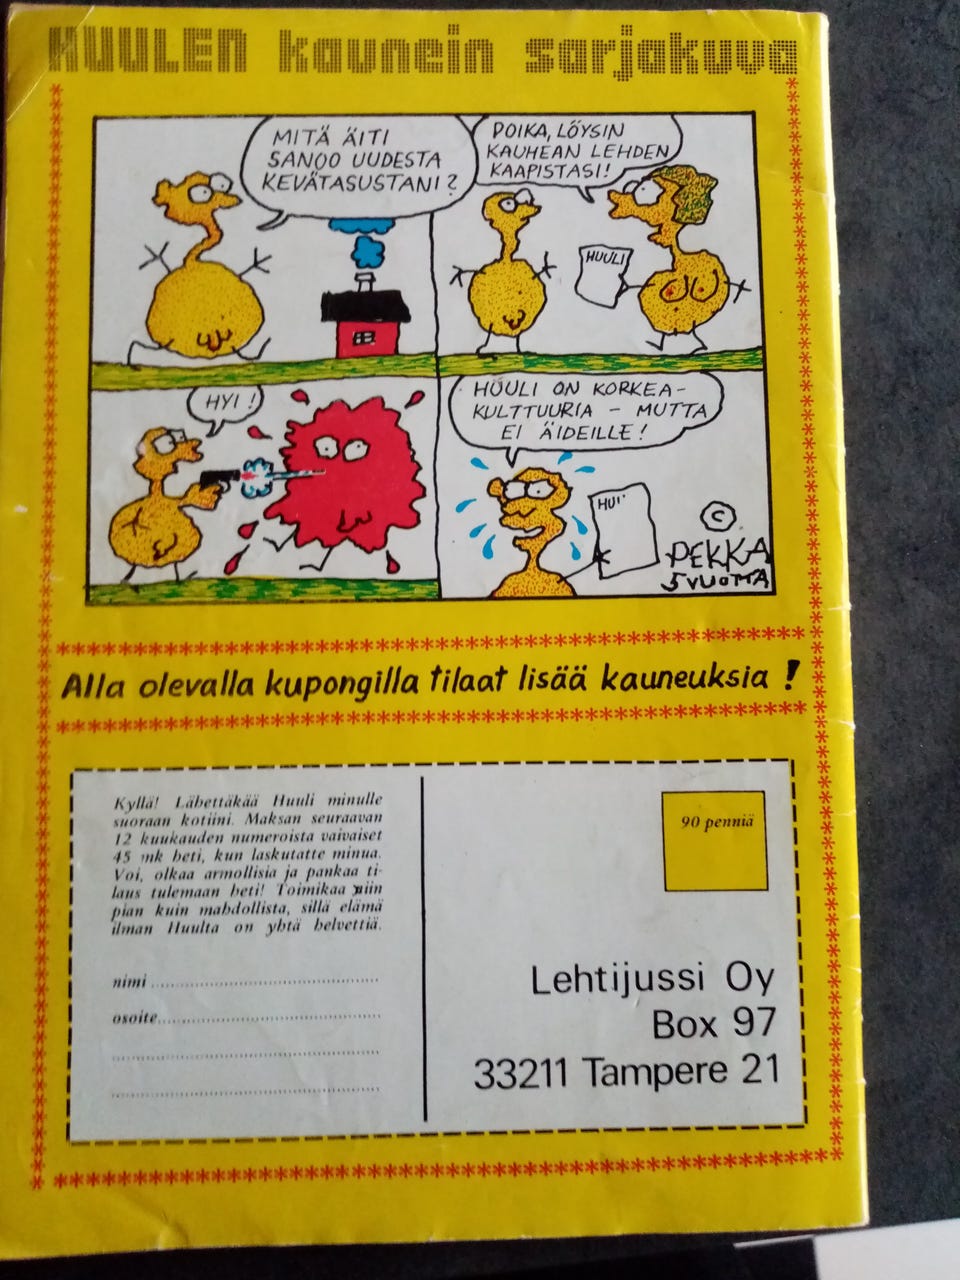 HUULEN kaunein sarjakuva
MITÄ ÄITI
SANOO UUDESTA
KEVÄTASUSTANI?
POIKA, LÖYSIN
KAUHEAN LEHDEN
KAAPISTASI!
HUULI
HYI!
HUULI ON KORKEA-
KULTTUURIA - MUTTA
EI ÄIDEILLE!
HUI'
©
PEKKA
5 VUOTTA
Alla olevalla kupongilla tilaat lisää kauneuksia!
Kyllä! Lähettäkää Huuli minulle
suoraan kotiini. Maksan seuraavan
12 kuukauden numeroista vaivaiset
45 mk heti, kun laskutatte minua.
Voi, olkaa armollisia ja pankaa ti-
laus tulemaan heti! Toimikaa niin
pian kuin mahdollista, sillä elämä
ilman Huulta on yhtä helvettiä.
nimi
osoite
90 penniä
Lehtijussi Oy
Box 97
33211 Tampere 21